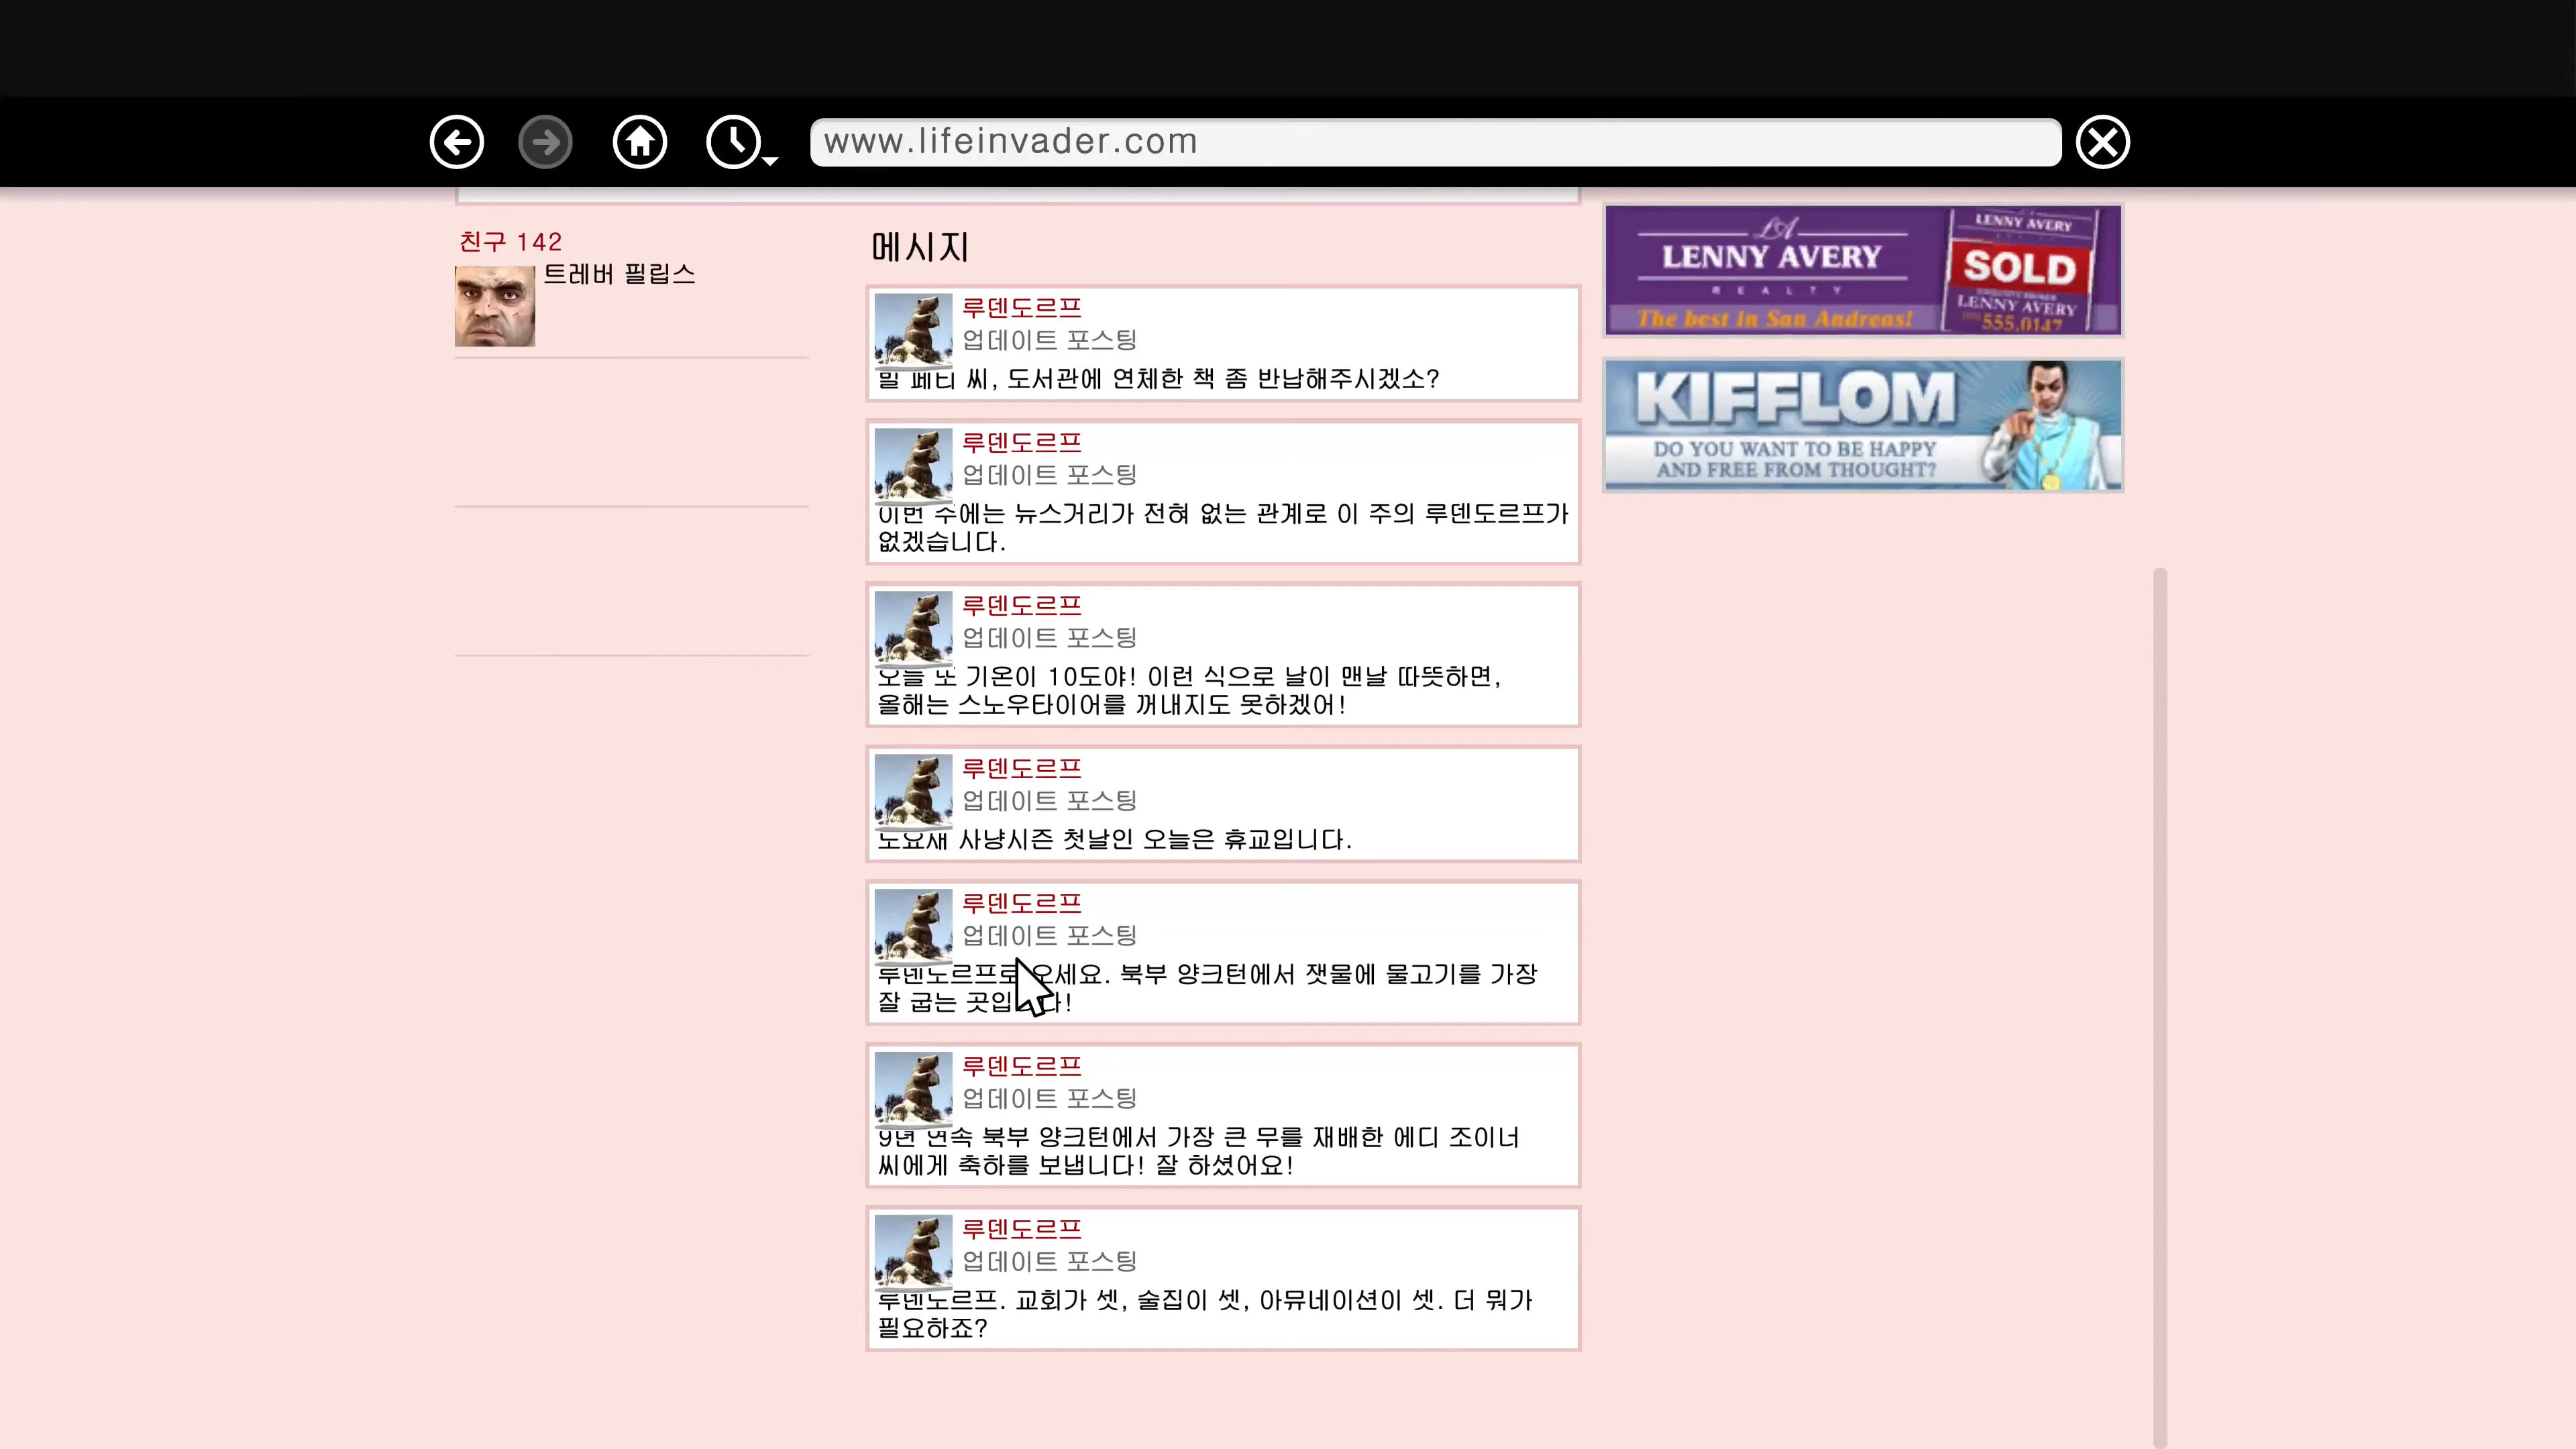 www.lifeinvader.com
친구 142
트레버 필립스
메시지
루덴도르프
업데이트 포스팅
빌 페티 씨, 도서관에 연체한 책 좀 반납해주시겠소?
루덴도르프
업데이트 포스팅
이번 주에는 뉴스거리가 전혀 없는 관계로 이 주의 루덴도르프가
없겠습니다.
루덴도르프
업데이트 포스팅
오늘 또 기온이 10도야! 이런 식으로 날이 맨날 따뜻하면,
올해는 스노우타이어를 꺼내지도 못하겠어!
루덴도르프
업데이트 포스팅
도요새 사냥시즌 첫날인 오늘은 휴교입니다.
루덴도르프
업데이트 포스팅
루덴도르프로 오세요. 북부 양크턴에서 잿물에 물고기를 가장
잘 굽는 곳입니다!
루덴도르프
업데이트 포스팅
9년 연속 북부 양크턴에서 가장 큰 무를 재배한 에디 조이너
씨에게 축하를 보냅니다! 잘 하셨어요!
루덴도르프
업데이트 포스팅
루덴도르프. 교회가 셋, 술집이 셋, 아뮤네이션이 셋. 더 뭐가
필요하죠?
LA
LENNY AVERY
REALTY
The best in San Andreas!
LENNY AVERY
SOLD
LENNY AVERY
555.0147
KIFFLOM
DO YOU WANT TO BE HAPPY
AND FREE FROM THOUGHT?